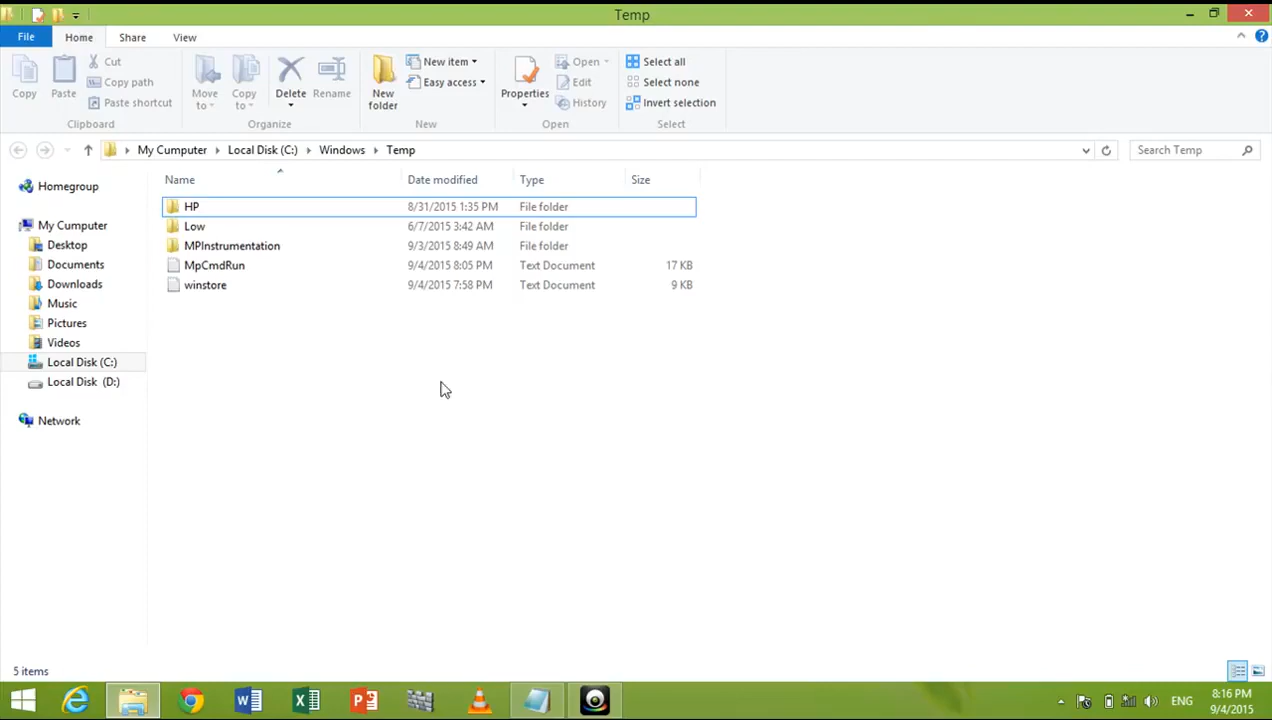 Temp
File Home Share View
Copy Paste Cut Copy path Paste shortcut
Move to Copy to Delete Rename
New folder New item Easy access
Properties Open Edit History
Select all Select none Invert selection
Clipboard Organize New Open Select
My Cumputer Local Disk (C:) Windows Temp Search Temp
Name Date modified Type Size
HP 8/31/2015 1:35 PM File folder
Low 6/7/2015 3:42 AM File folder
MPInstrumentation 9/3/2015 8:49 AM File folder
MpCmdRun 9/4/2015 8:05 PM Text Document 17 KB
winstore 9/4/2015 7:58 PM Text Document 9 KB
Homegroup
My Cumputer
Desktop
Documents
Downloads
Music
Pictures
Videos
Local Disk (C:)
Local Disk (D:)
Network
5 items
ENG 8:16 PM
9/4/2015